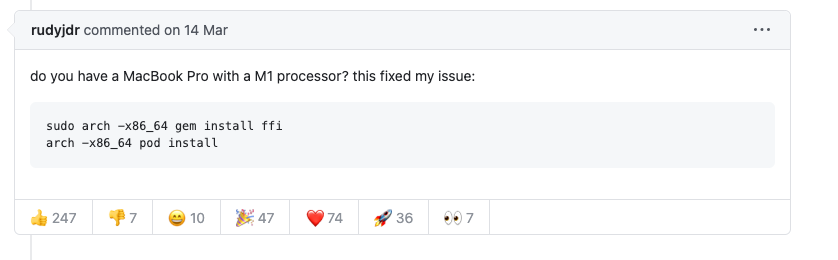 rudyjdr commented on 14 Mar
do you have a MacBook Pro with a M1 processor? this fixed my issue:
sudo arch -x86_64 gem install ffi
arch -x86_64 pod install
👍 247 👎 7 😄 10 🎉 47 ❤️ 74 🚀 36 👀 7